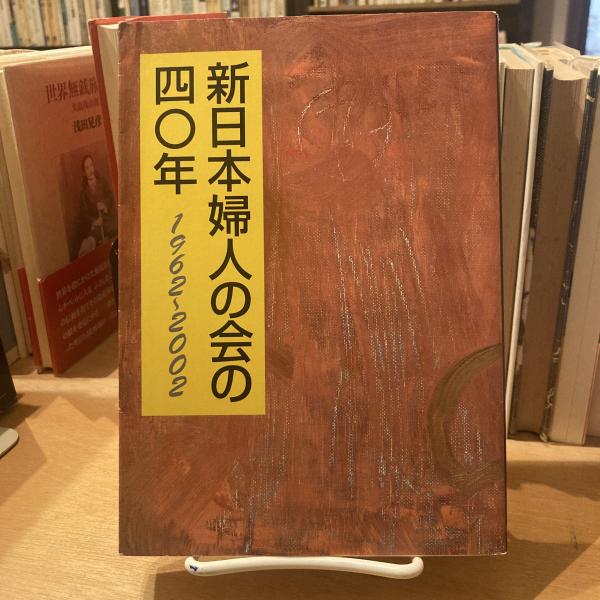 新日本婦人の会の
四〇年
1962~2002
世界無銭旅
浅田晃彦